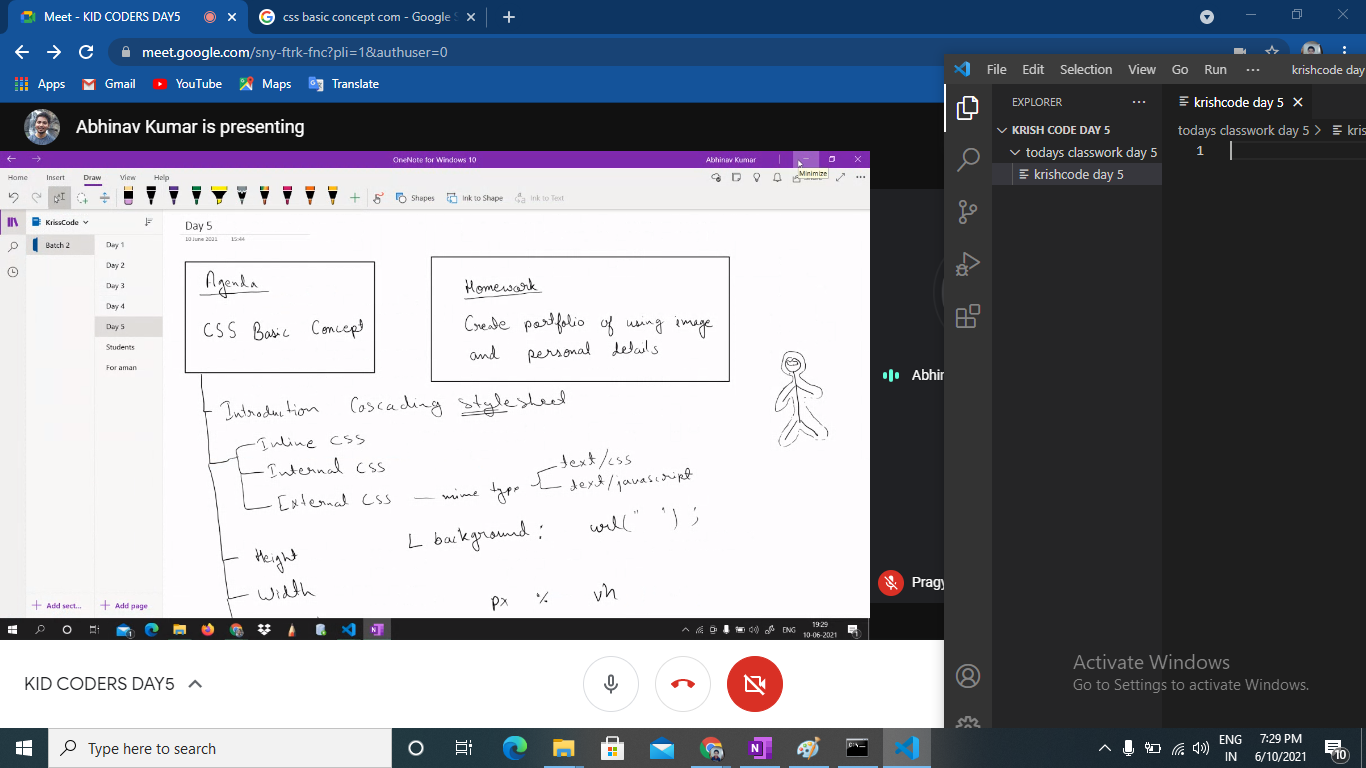 Meet - KID CODERS DAY5
css basic concept com - Google S
meet.google.com/sny-ftrk-fnc?pli=1&authuser=0
Apps Gmail YouTube Maps Translate
Abhinav Kumar is presenting
OneNote for Windows 10 Abhinav Kumar
Minimize
Home Insert Draw View Help
Shapes Ink to Shape Ink to Text
KrissCode
Batch 2
Day 1
Day 2
Day 3
Day 4
Day 5
Students
For aman
Add sect... Add page
Day 5
10 June 2021 15:44
Agenda
CSS Basic Concept
Homework
Create portfolio of using image
and personal details
Introduction Cascading Stylesheet
Inline CSS
Internal CSS
External CSS — mime type
text/css
text/javascript
background: url(" ");
Height
Width
px % vh
ENG
19:29
10-06-2021
Abhin
Pragy
KID CODERS DAY5
File Edit Selection View Go Run ··· krishcode day
EXPLORER ···
KRISH CODE DAY 5
todays classwork day 5
krishcode day 5
krishcode day 5
todays classwork day 5 > kris
1
Activate Windows
Go to Settings to activate Windows.
Type here to search
ENG
IN
7:29 PM
6/10/2021
10